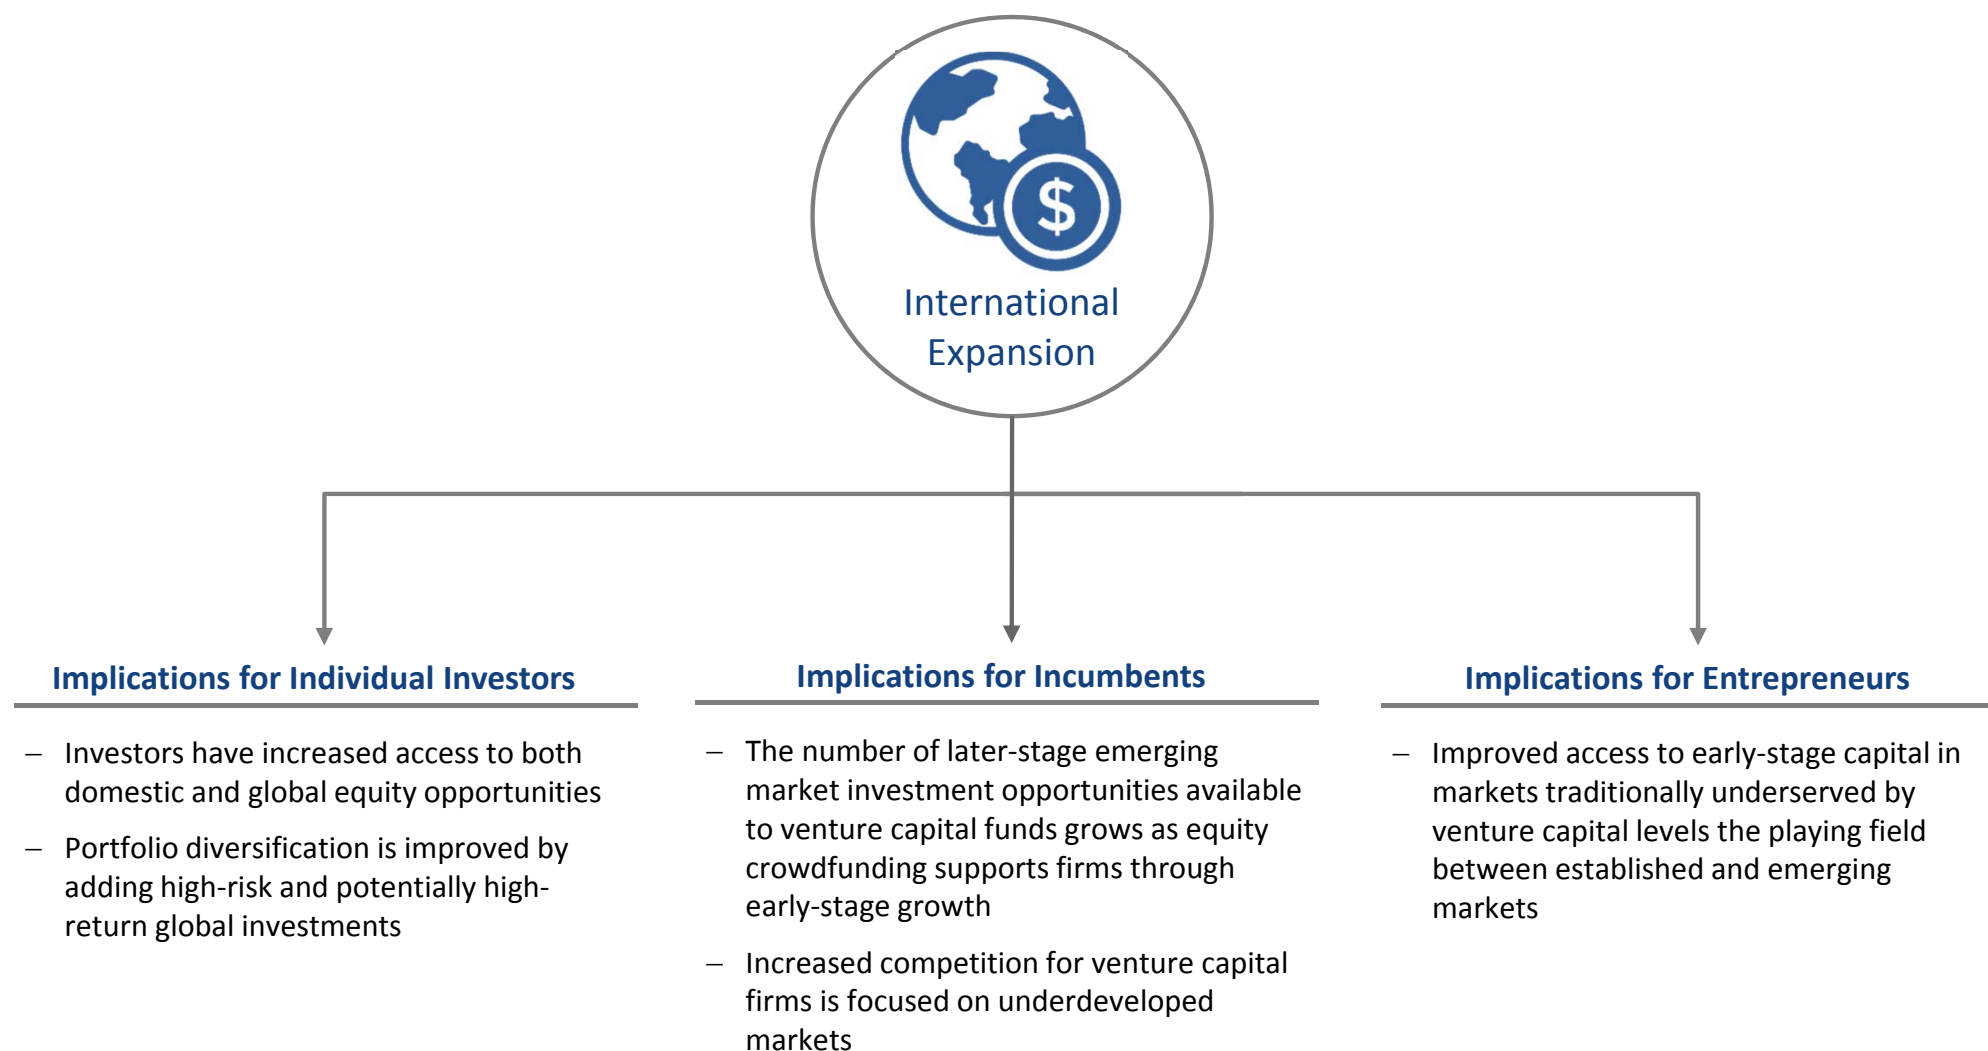 $
International
Expansion
Implications for Individual Investors
– Investors have increased access to both
domestic and global equity opportunities
– Portfolio diversification is improved by
adding high-risk and potentially high-
return global investments
Implications for Incumbents
– The number of later-stage emerging
market investment opportunities available
to venture capital funds grows as equity
crowdfunding supports firms through
early-stage growth
– Increased competition for venture capital
firms is focused on underdeveloped
markets
Implications for Entrepreneurs
– Improved access to early-stage capital in
markets traditionally underserved by
venture capital levels the playing field
between established and emerging
markets